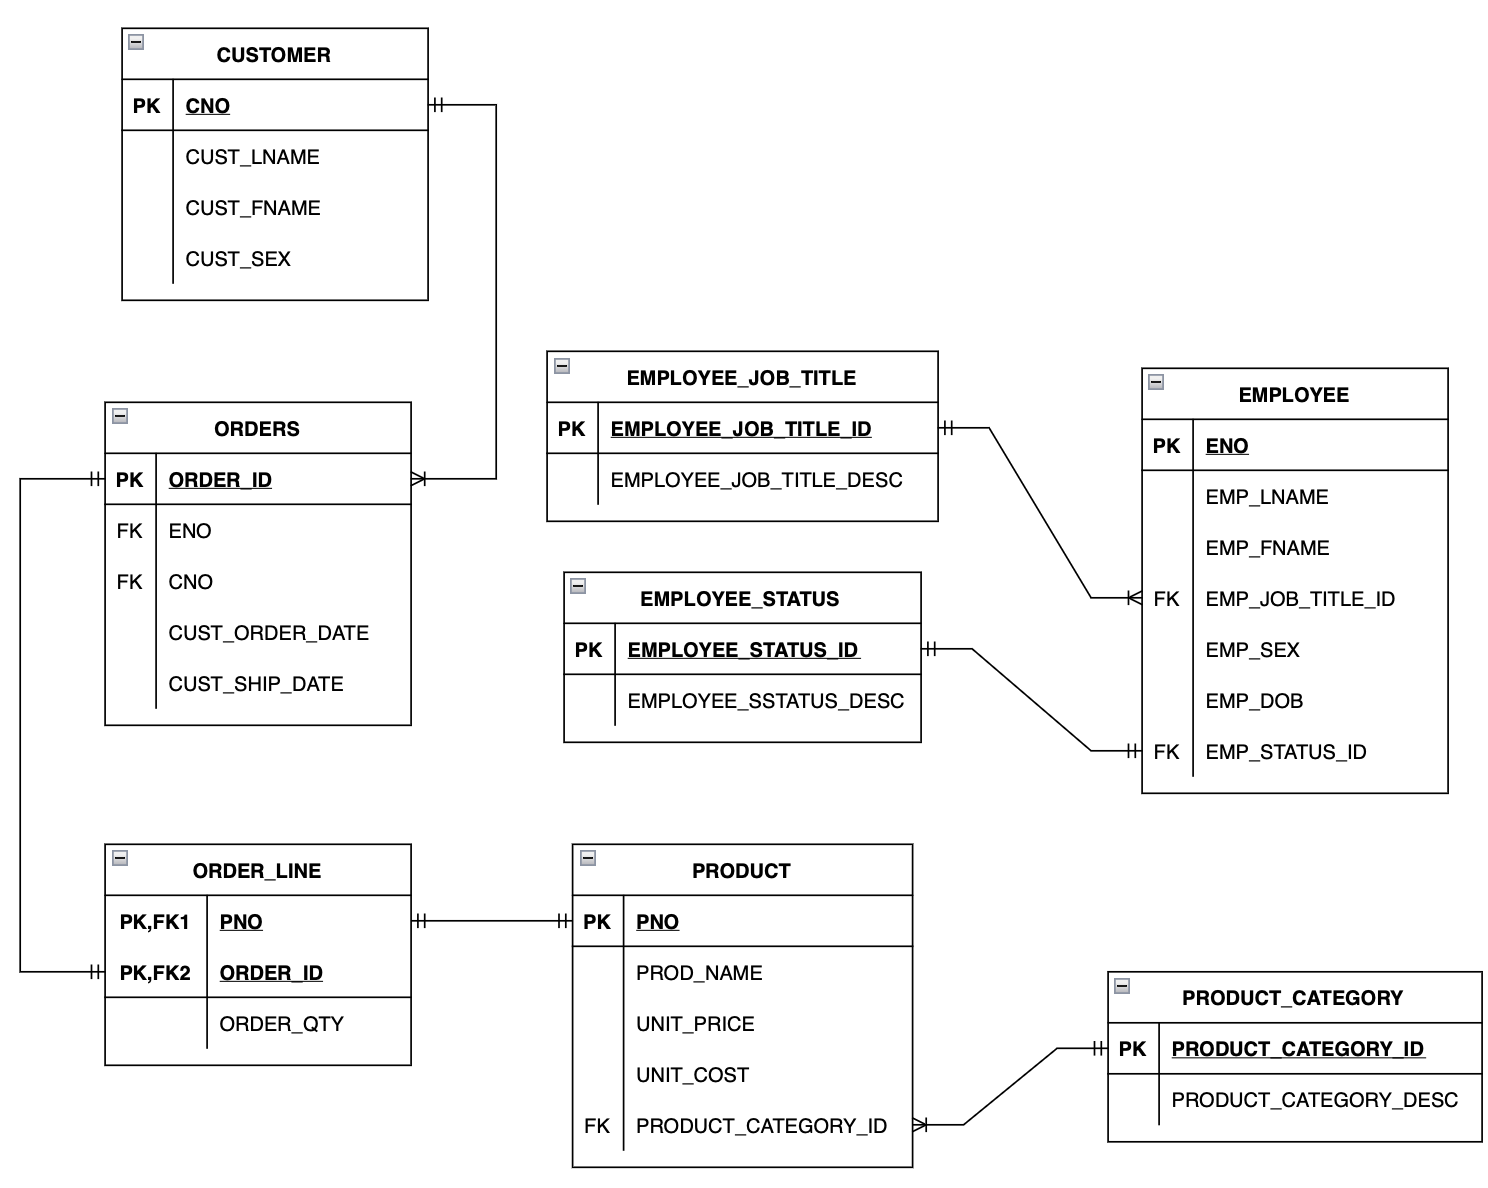 CUSTOMER
PK CNO
CUST_LNAME
CUST_FNAME
CUST_SEX
ORDERS
PK ORDER_ID
FK ENO
FK CNO
CUST_ORDER_DATE
CUST_SHIP_DATE
EMPLOYEE_JOB_TITLE
PK EMPLOYEE_JOB_TITLE_ID
EMPLOYEE_JOB_TITLE_DESC
EMPLOYEE_STATUS
PK EMPLOYEE_STATUS_ID
EMPLOYEE_SSTATUS_DESC
EMPLOYEE
PK ENO
EMP_LNAME
EMP_FNAME
FK EMP_JOB_TITLE_ID
EMP_SEX
EMP_DOB
FK EMP_STATUS_ID
ORDER_LINE
PK,FK1 PNO
PK,FK2 ORDER_ID
ORDER_QTY
PRODUCT
PK PNO
PROD_NAME
UNIT_PRICE
UNIT_COST
FK PRODUCT_CATEGORY_ID
PRODUCT_CATEGORY
PK PRODUCT_CATEGORY_ID
PRODUCT_CATEGORY_DESC